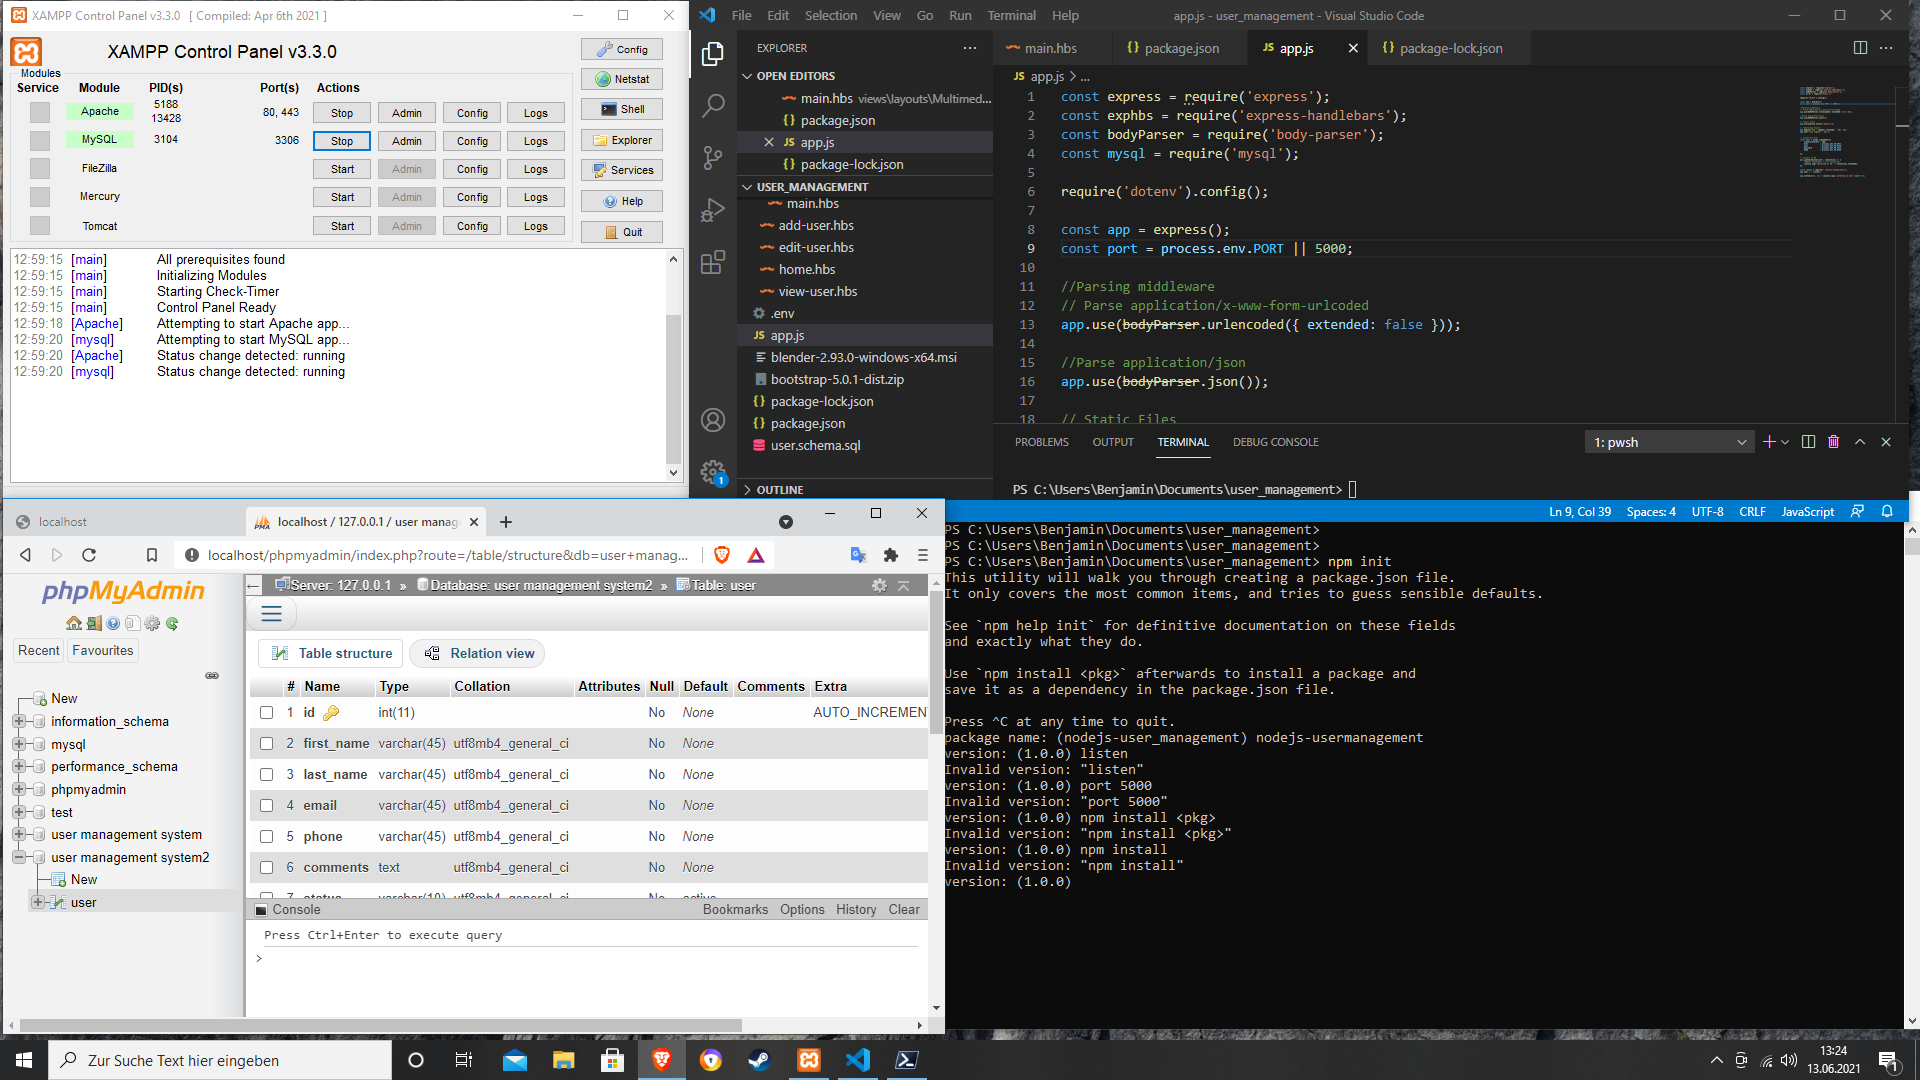 XAMPP Control Panel v3.3.0 [ Compiled: Apr 6th 2021 ]
XAMPP Control Panel v3.3.0
Modules
Service Module PID(s) Port(s) Actions
Apache 5188 13428 80, 443 Stop Admin Config Logs
MySQL 3104 3306 Stop Admin Config Logs
FileZilla Start Admin Config Logs
Mercury Start Admin Config Logs
Tomcat Start Admin Config Logs
Config
Netstat
Shell
Explorer
Services
Help
Quit
12:59:15 [main] All prerequisites found
12:59:15 [main] Initializing Modules
12:59:15 [main] Starting Check-Timer
12:59:15 [main] Control Panel Ready
12:59:18 [Apache] Attempting to start Apache app...
12:59:20 [mysql] Attempting to start MySQL app...
12:59:20 [Apache] Status change detected: running
12:59:20 [mysql] Status change detected: running
File Edit Selection View Go Run Terminal Help
app.js - user_management - Visual Studio Code
EXPLORER
OPEN EDITORS
main.hbs views\layouts\Multimed...
package.json
JS app.js
package-lock.json
USER_MANAGEMENT
main.hbs
add-user.hbs
edit-user.hbs
home.hbs
view-user.hbs
.env
JS app.js
blender-2.93.0-windows-x64.msi
bootstrap-5.0.1-dist.zip
package-lock.json
package.json
user.schema.sql
OUTLINE
1
main.hbs
package.json
JS app.js
package-lock.json
JS app.js > ...
1 const express = require('express');
2 const exphbs = require('express-handlebars');
3 const bodyParser = require('body-parser');
4 const mysql = require('mysql');
5
6 require('dotenv').config();
7
8 const app = express();
9 const port = process.env.PORT || 5000;
10
11 //Parsing middleware
12 // Parse application/x-www-form-urlcoded
13 app.use(bodyParser.urlencoded({ extended: false }));
14
15 //Parse application/json
16 app.use(bodyParser.json());
17
18 // Static Files
PROBLEMS OUTPUT TERMINAL DEBUG CONSOLE
1: pwsh
PS C:\Users\Benjamin\Documents\user_management>
Ln 9, Col 39 Spaces: 4 UTF-8 CRLF JavaScript
localhost
localhost / 127.0.0.1 / user manag
localhost/phpmyadmin/index.php?route=/table/structure&db=user+manag...
phpMyAdmin
Recent Favourites
New
information_schema
mysql
performance_schema
phpmyadmin
test
user management system
user management system2
New
user
Server: 127.0.0.1 » Database: user management system2 » Table: user
Table structure Relation view
# Name Type Collation Attributes Null Default Comments Extra
1 id int(11) No None AUTO_INCREMEN
2 first_name varchar(45) utf8mb4_general_ci No None
3 last_name varchar(45) utf8mb4_general_ci No None
4 email varchar(45) utf8mb4_general_ci No None
5 phone varchar(45) utf8mb4_general_ci No None
6 comments text utf8mb4_general_ci No None
7 status varchar(10) utf8mb4_general_ci No active
Console Bookmarks Options History Clear
Press Ctrl+Enter to execute query
>
PS C:\Users\Benjamin\Documents\user_management>
PS C:\Users\Benjamin\Documents\user_management>
PS C:\Users\Benjamin\Documents\user_management> npm init
This utility will walk you through creating a package.json file.
It only covers the most common items, and tries to guess sensible defaults.
See `npm help init` for definitive documentation on these fields
and exactly what they do.
Use `npm install <pkg>` afterwards to install a package and
save it as a dependency in the package.json file.
Press ^C at any time to quit.
package name: (nodejs-user_management) nodejs-usermanagement
version: (1.0.0) listen
Invalid version: "listen"
version: (1.0.0) port 5000
Invalid version: "port 5000"
version: (1.0.0) npm install <pkg>
Invalid version: "npm install <pkg>"
version: (1.0.0) npm install
Invalid version: "npm install"
version: (1.0.0)
Zur Suche Text hier eingeben
13:24
13.06.2021
1